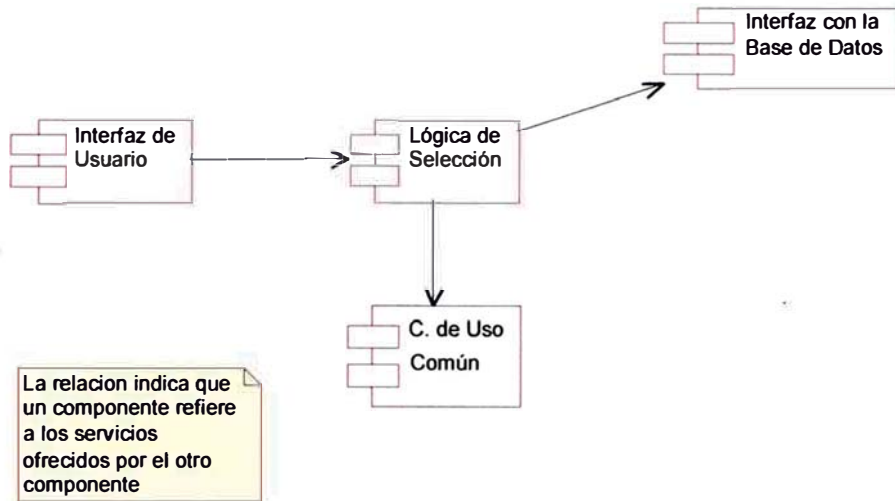 Interfaz con la
Base de Datos
Interfaz de
Usuario
Lógica de
Selección
C. de Uso
Común
La relacion indica que
un componente refiere
a los servicios
ofrecidos por el otro
componente